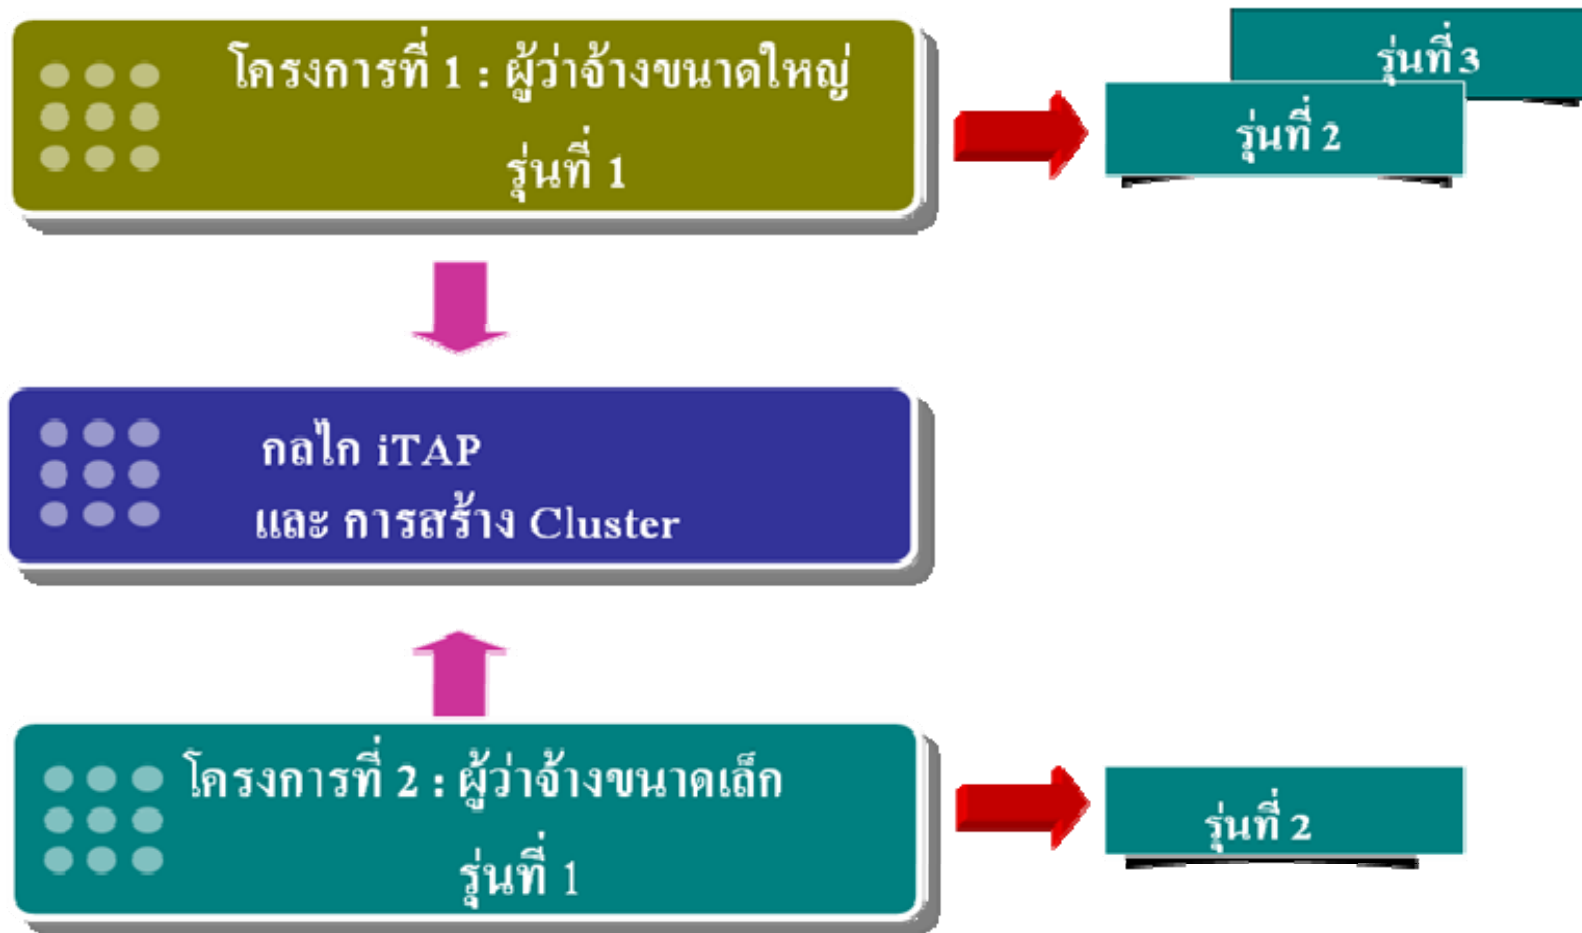 โครงการที่ 1 : ผู้ว่าจ้างขนาดใหญ่
รุ่นที่ 1
รุ่นที่ 3
รุ่นที่ 2
กลไก iTAP
และ การสร้าง Cluster
โครงการที่ 2 : ผู้ว่าจ้างขนาดเล็ก
รุ่นที่ 1
รุ่นที่ 2